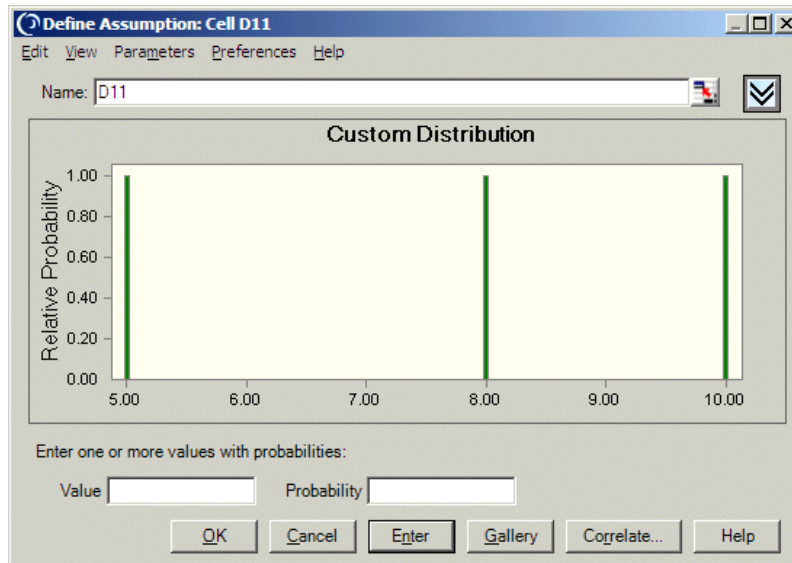 Define Assumption: Cell D11
Edit View Parameters Preferences Help
Name: D11
Custom Distribution
Relative Probability
1.00
0.80
0.60
0.40
0.20
0.00
5.00 6.00 7.00 8.00 9.00 10.00
Enter one or more values with probabilities:
Value Probability
OK Cancel Enter Gallery Correlate... Help